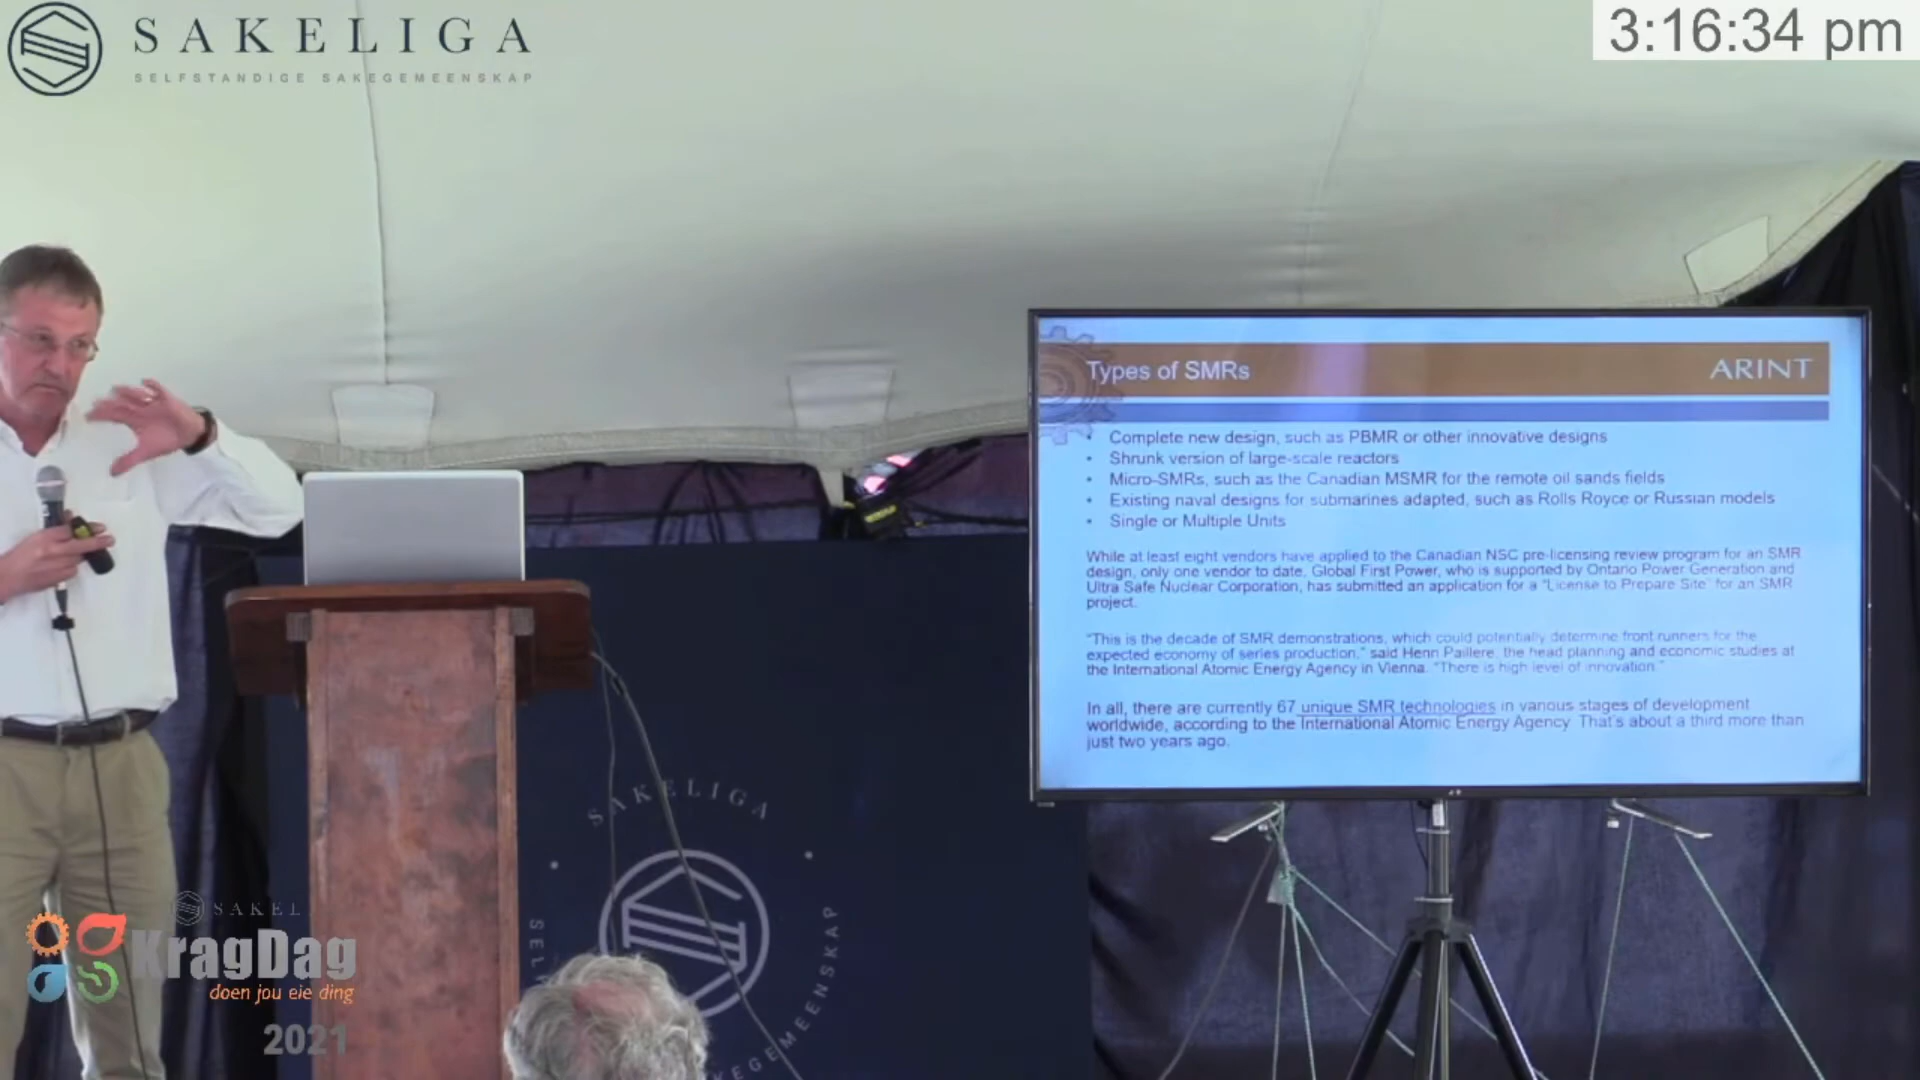 SAKELIGA
SELFSTANDIGE SAKEGEMEENSKAP
3:16:34 pm
Types of SMRs
ARINT
• Complete new design, such as PBMR or other innovative designs
• Shrunk version of large-scale reactors
• Micro-SMRs, such as the Canadian MSMR for the remote oil sands fields
• Existing naval designs for submarines adapted, such as Rolls Royce or Russian models
• Single or Multiple Units
While at least eight vendors have applied to the Canadian NSC pre-licensing review program for an SMR
design, only one vendor to date, Global First Power, who is supported by Ontario Power Generation and
Ultra Safe Nuclear Corporation, has submitted an application for a "License to Prepare Site" for an SMR
project.
"This is the decade of SMR demonstrations, which could potentially determine front runners for the
expected economy of series production," said Henri Paillere, the head planning and economic studies at
the International Atomic Energy Agency in Vienna. "There is high level of innovation."
In all, there are currently 67 unique SMR technologies in various stages of development
worldwide, according to the International Atomic Energy Agency. That's about a third more than
just two years ago.
SAKELIGA
SEL
KEGEMEENSKAP
SAKEL
KragDag
doen jou eie ding
2021